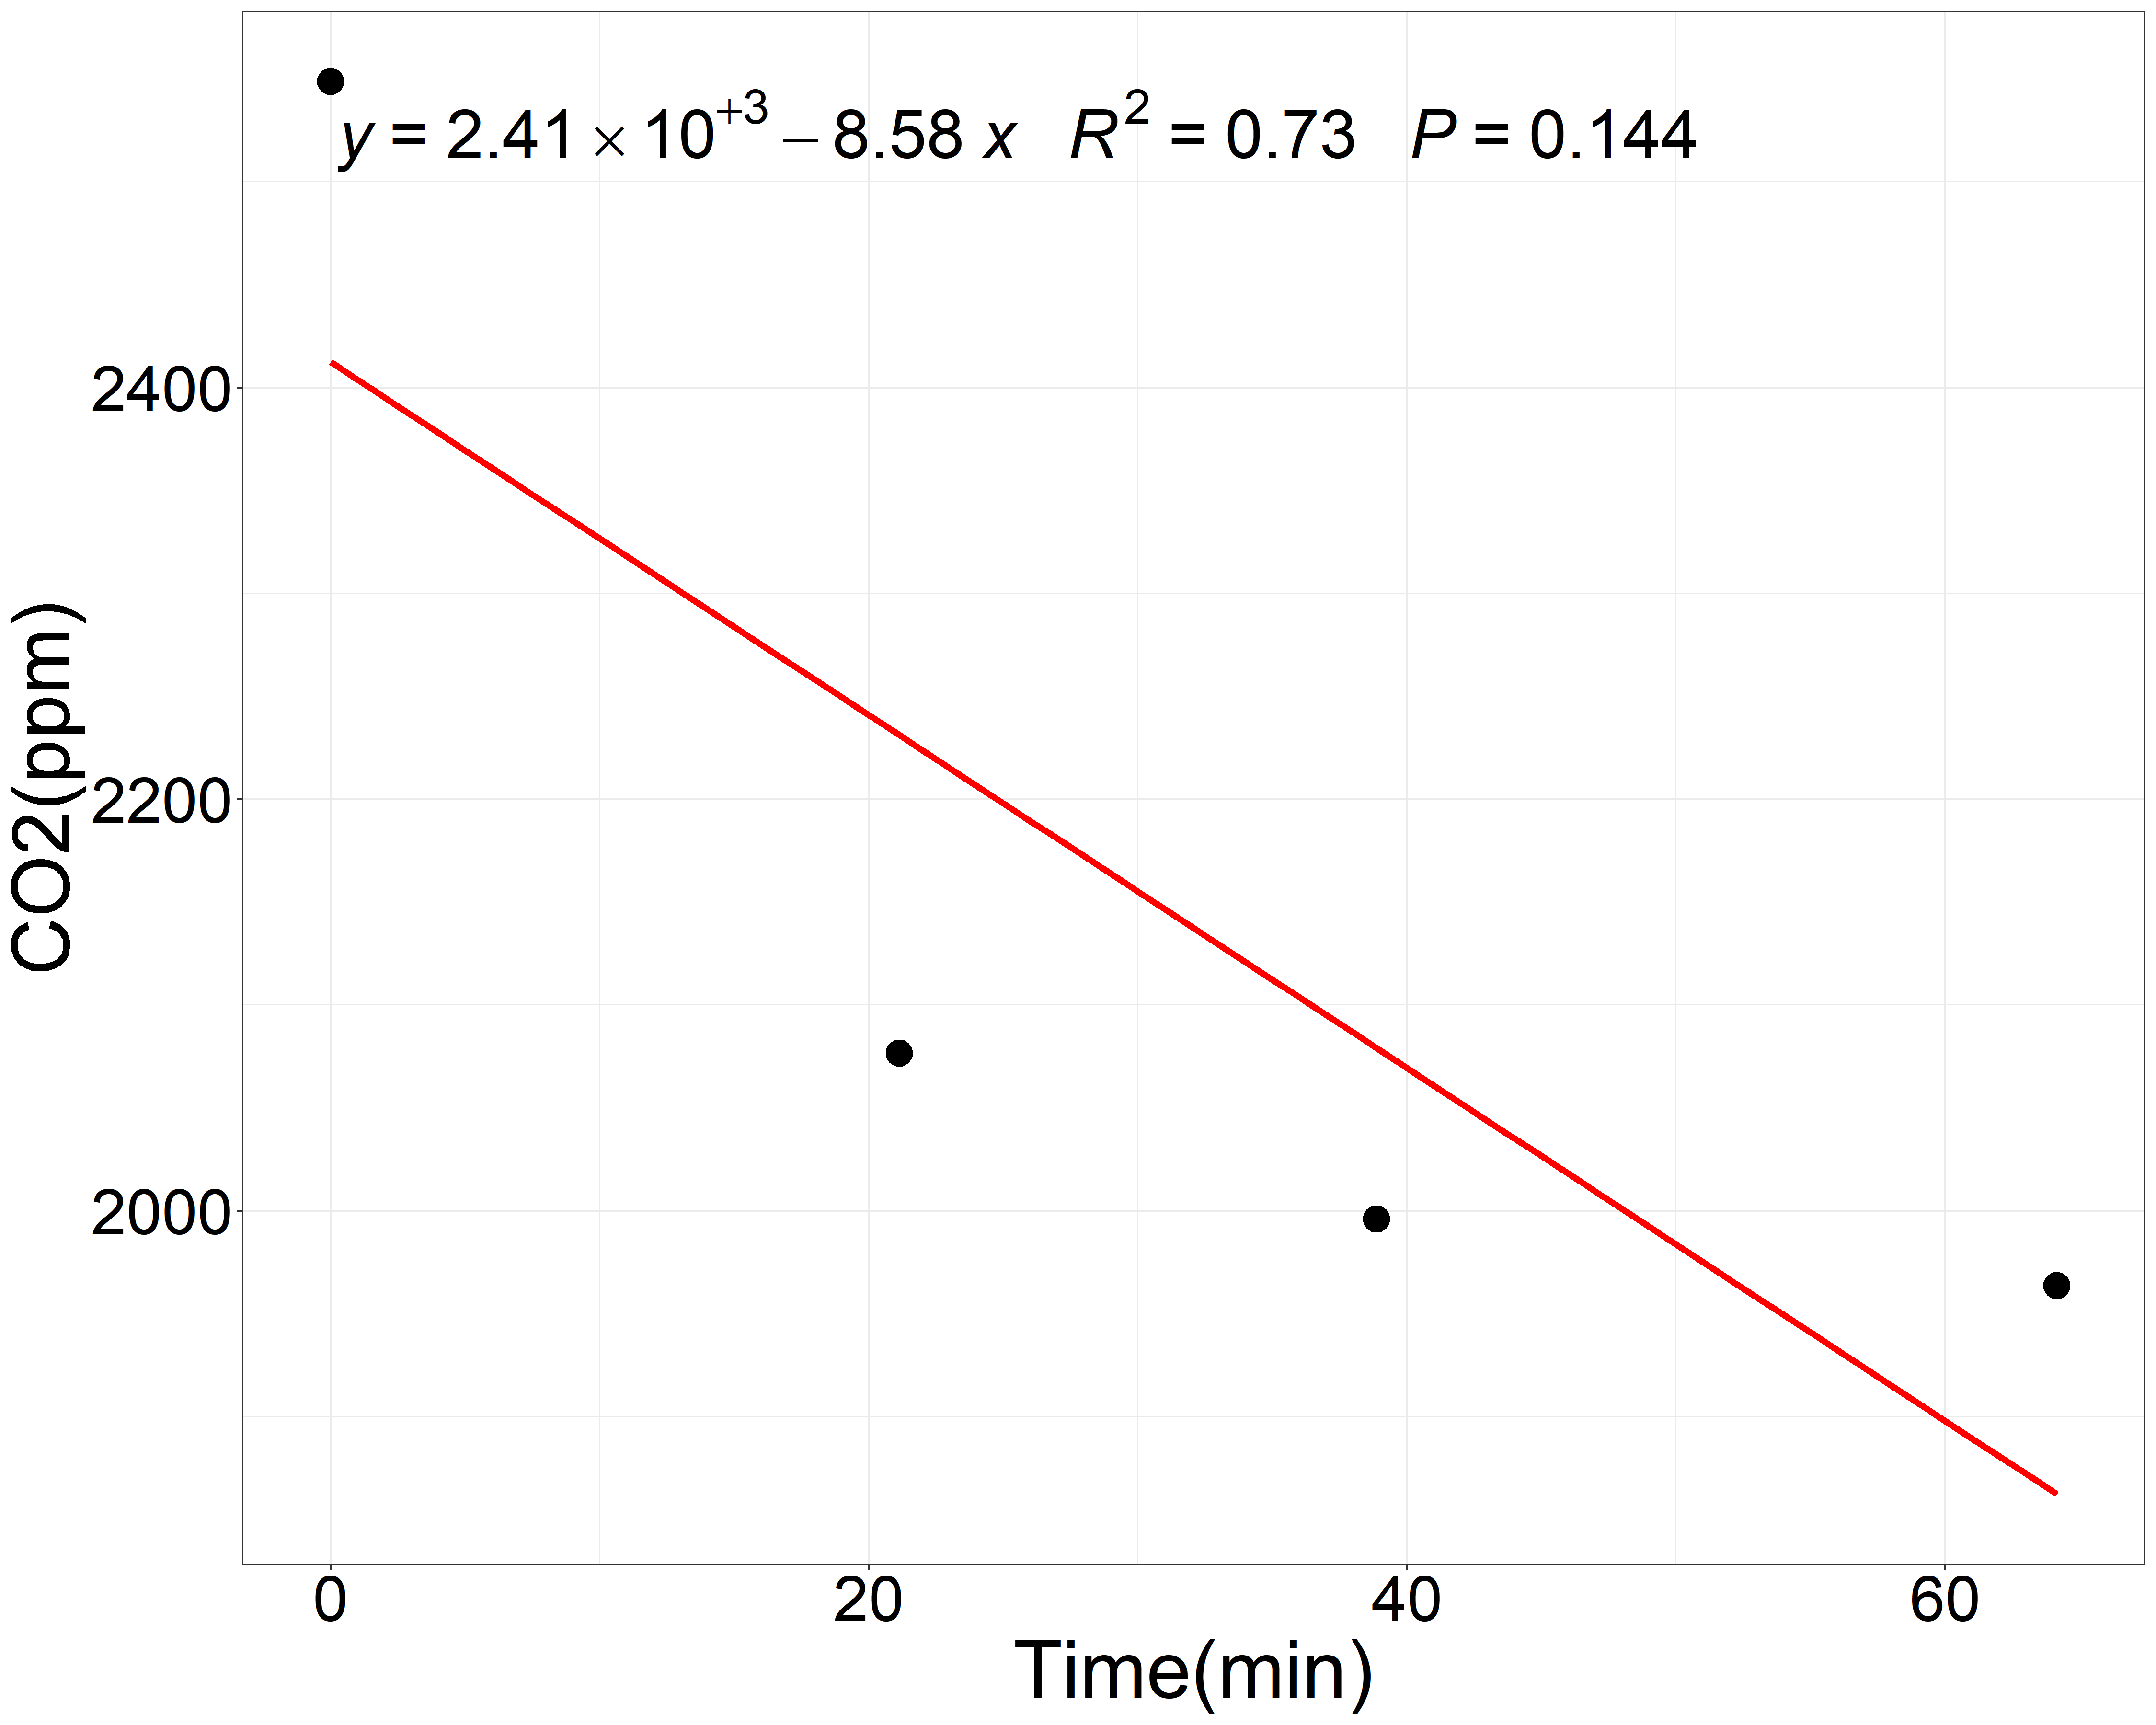 y = 2.41 × 10⁺³ − 8.58 x R² = 0.73 P = 0.144
2400
2200
2000
CO2(ppm)
0 20 40 60
Time(min)